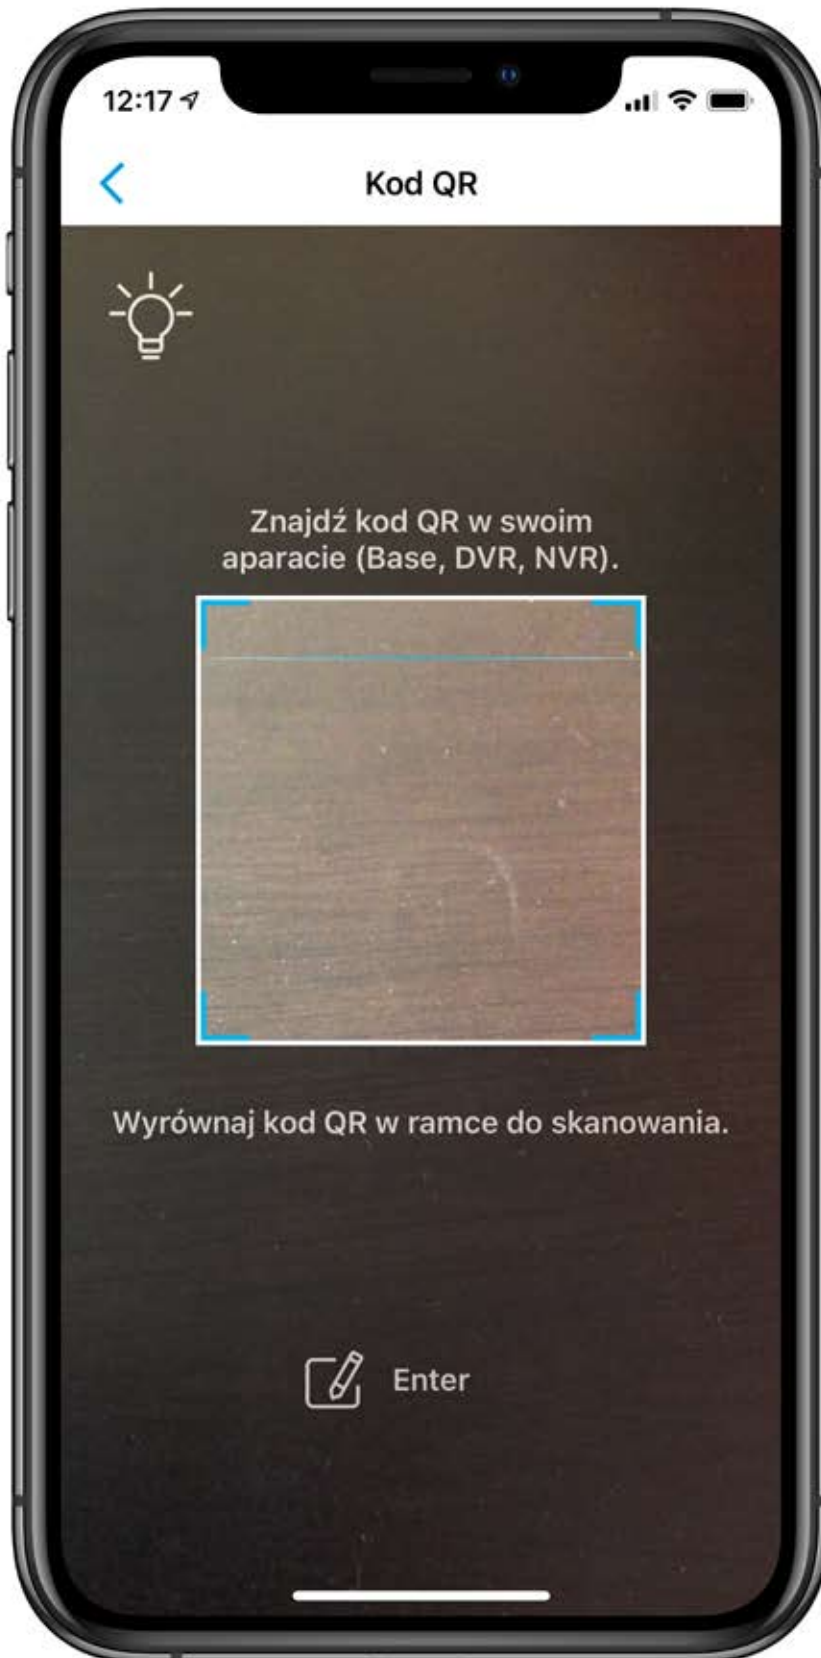 12:17
Kod QR
Znajdź kod QR w swoim
aparacie (Base, DVR, NVR).
Wyrównaj kod QR w ramce do skanowania.
Enter